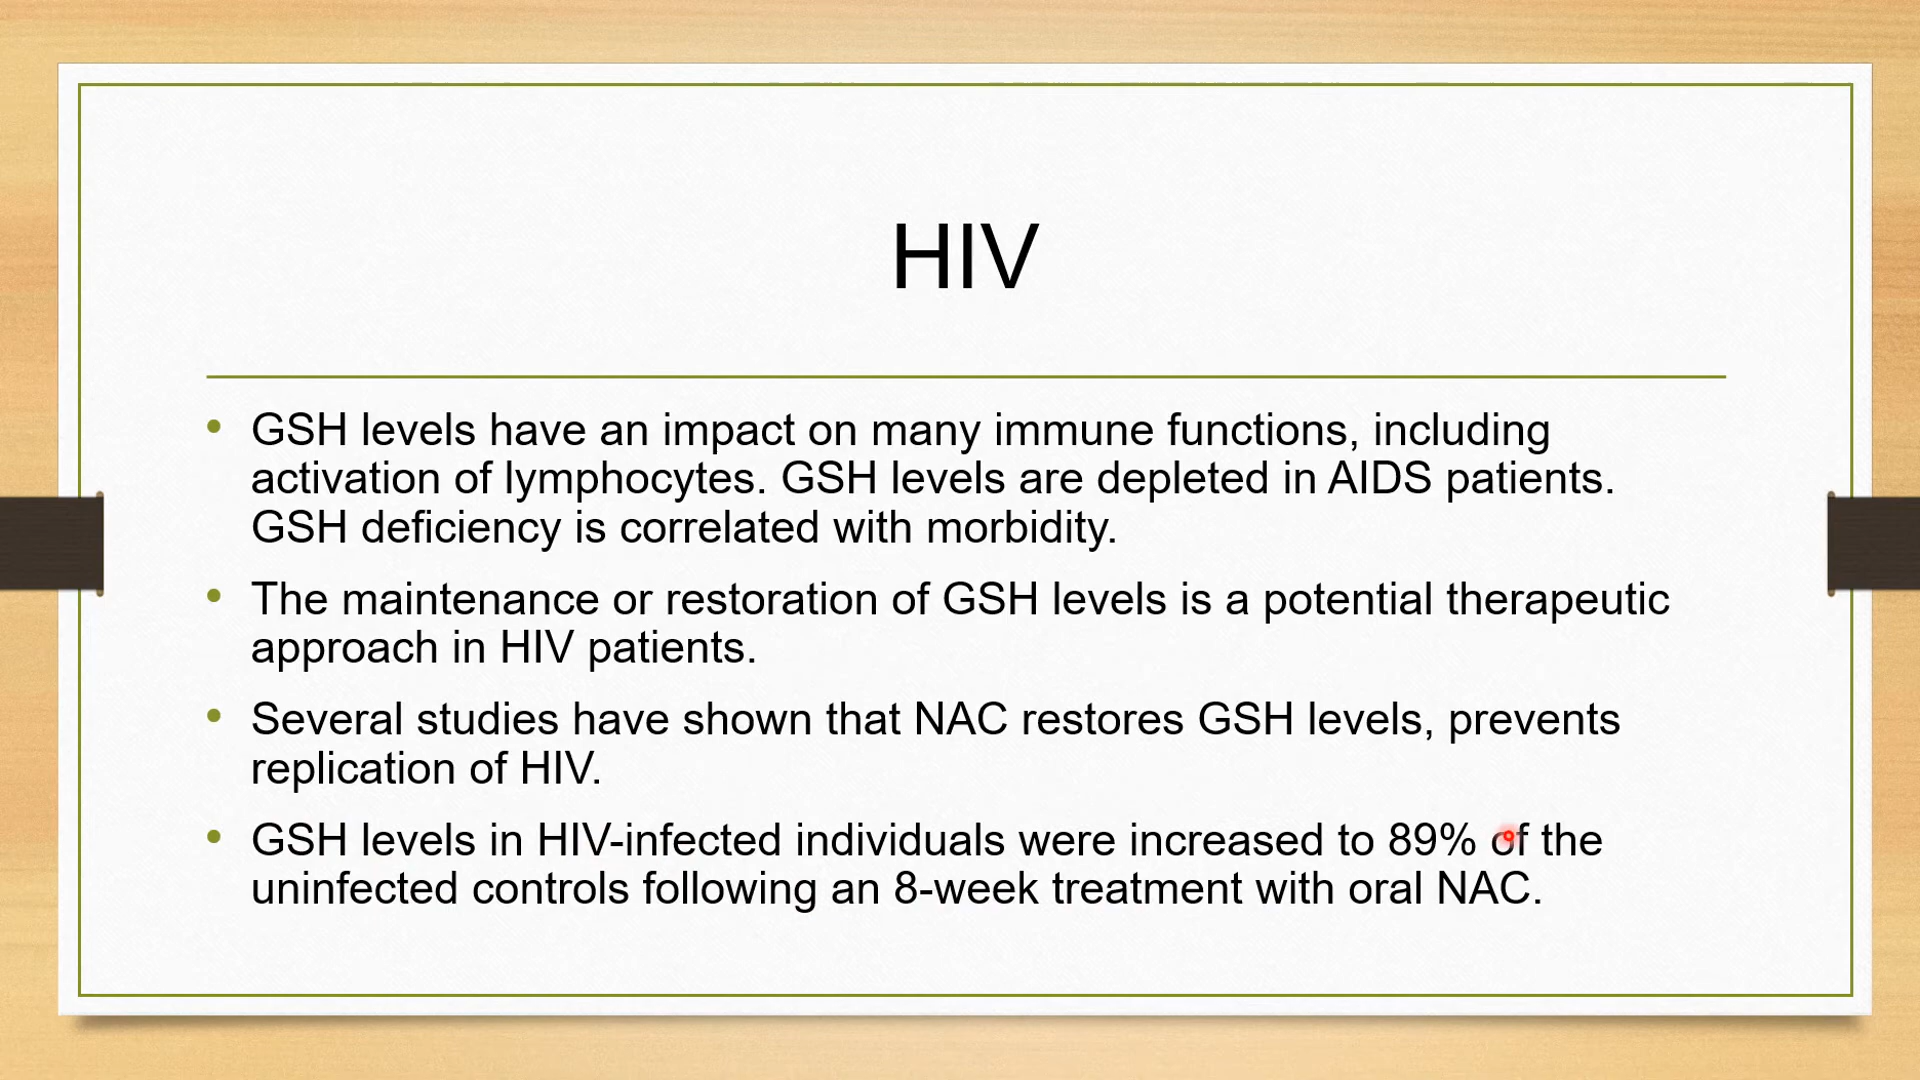 HIV
• GSH levels have an impact on many immune functions, including
activation of lymphocytes. GSH levels are depleted in AIDS patients.
GSH deficiency is correlated with morbidity.
• The maintenance or restoration of GSH levels is a potential therapeutic
approach in HIV patients.
• Several studies have shown that NAC restores GSH levels, prevents
replication of HIV.
• GSH levels in HIV-infected individuals were increased to 89% of the
uninfected controls following an 8-week treatment with oral NAC.